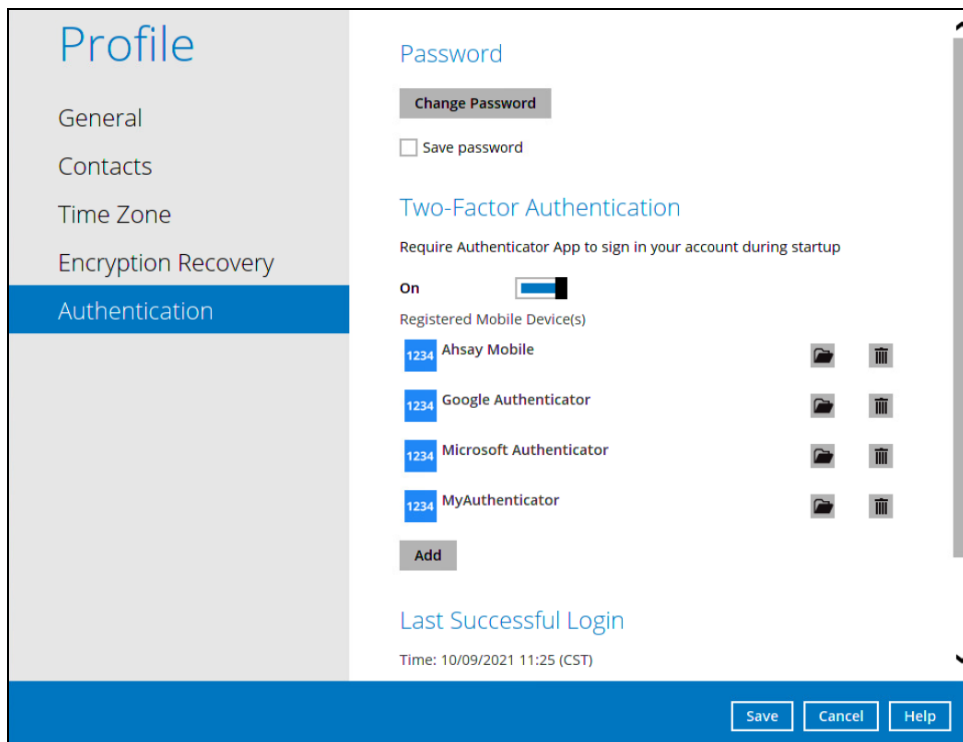 Profile
General
Contacts
Time Zone
Encryption Recovery
Authentication
Password
Change Password
Save password
Two-Factor Authentication
Require Authenticator App to sign in your account during startup
On
Registered Mobile Device(s)
1234 Ahsay Mobile
1234 Google Authenticator
1234 Microsoft Authenticator
1234 MyAuthenticator
Add
Last Successful Login
Time: 10/09/2021 11:25 (CST)
Save Cancel Help